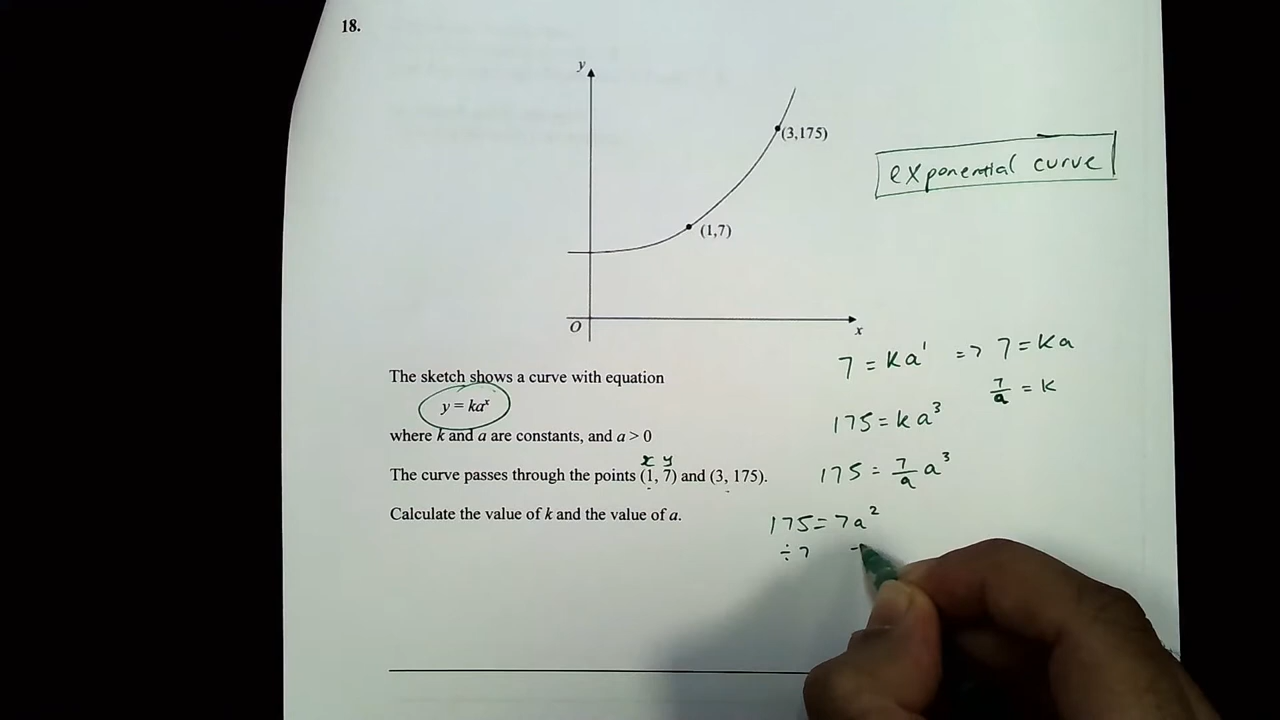 18.
y
(3,175)
exponential curve
(1,7)
O
x
7 = ka¹ => 7 = ka
7/a = k
The sketch shows a curve with equation
y = kaˣ
175 = ka³
where k and a are constants, and a > 0
x y
The curve passes through the points (1, 7) and (3, 175).
175 = 7/a a³
Calculate the value of k and the value of a.
175 = 7a²
÷7